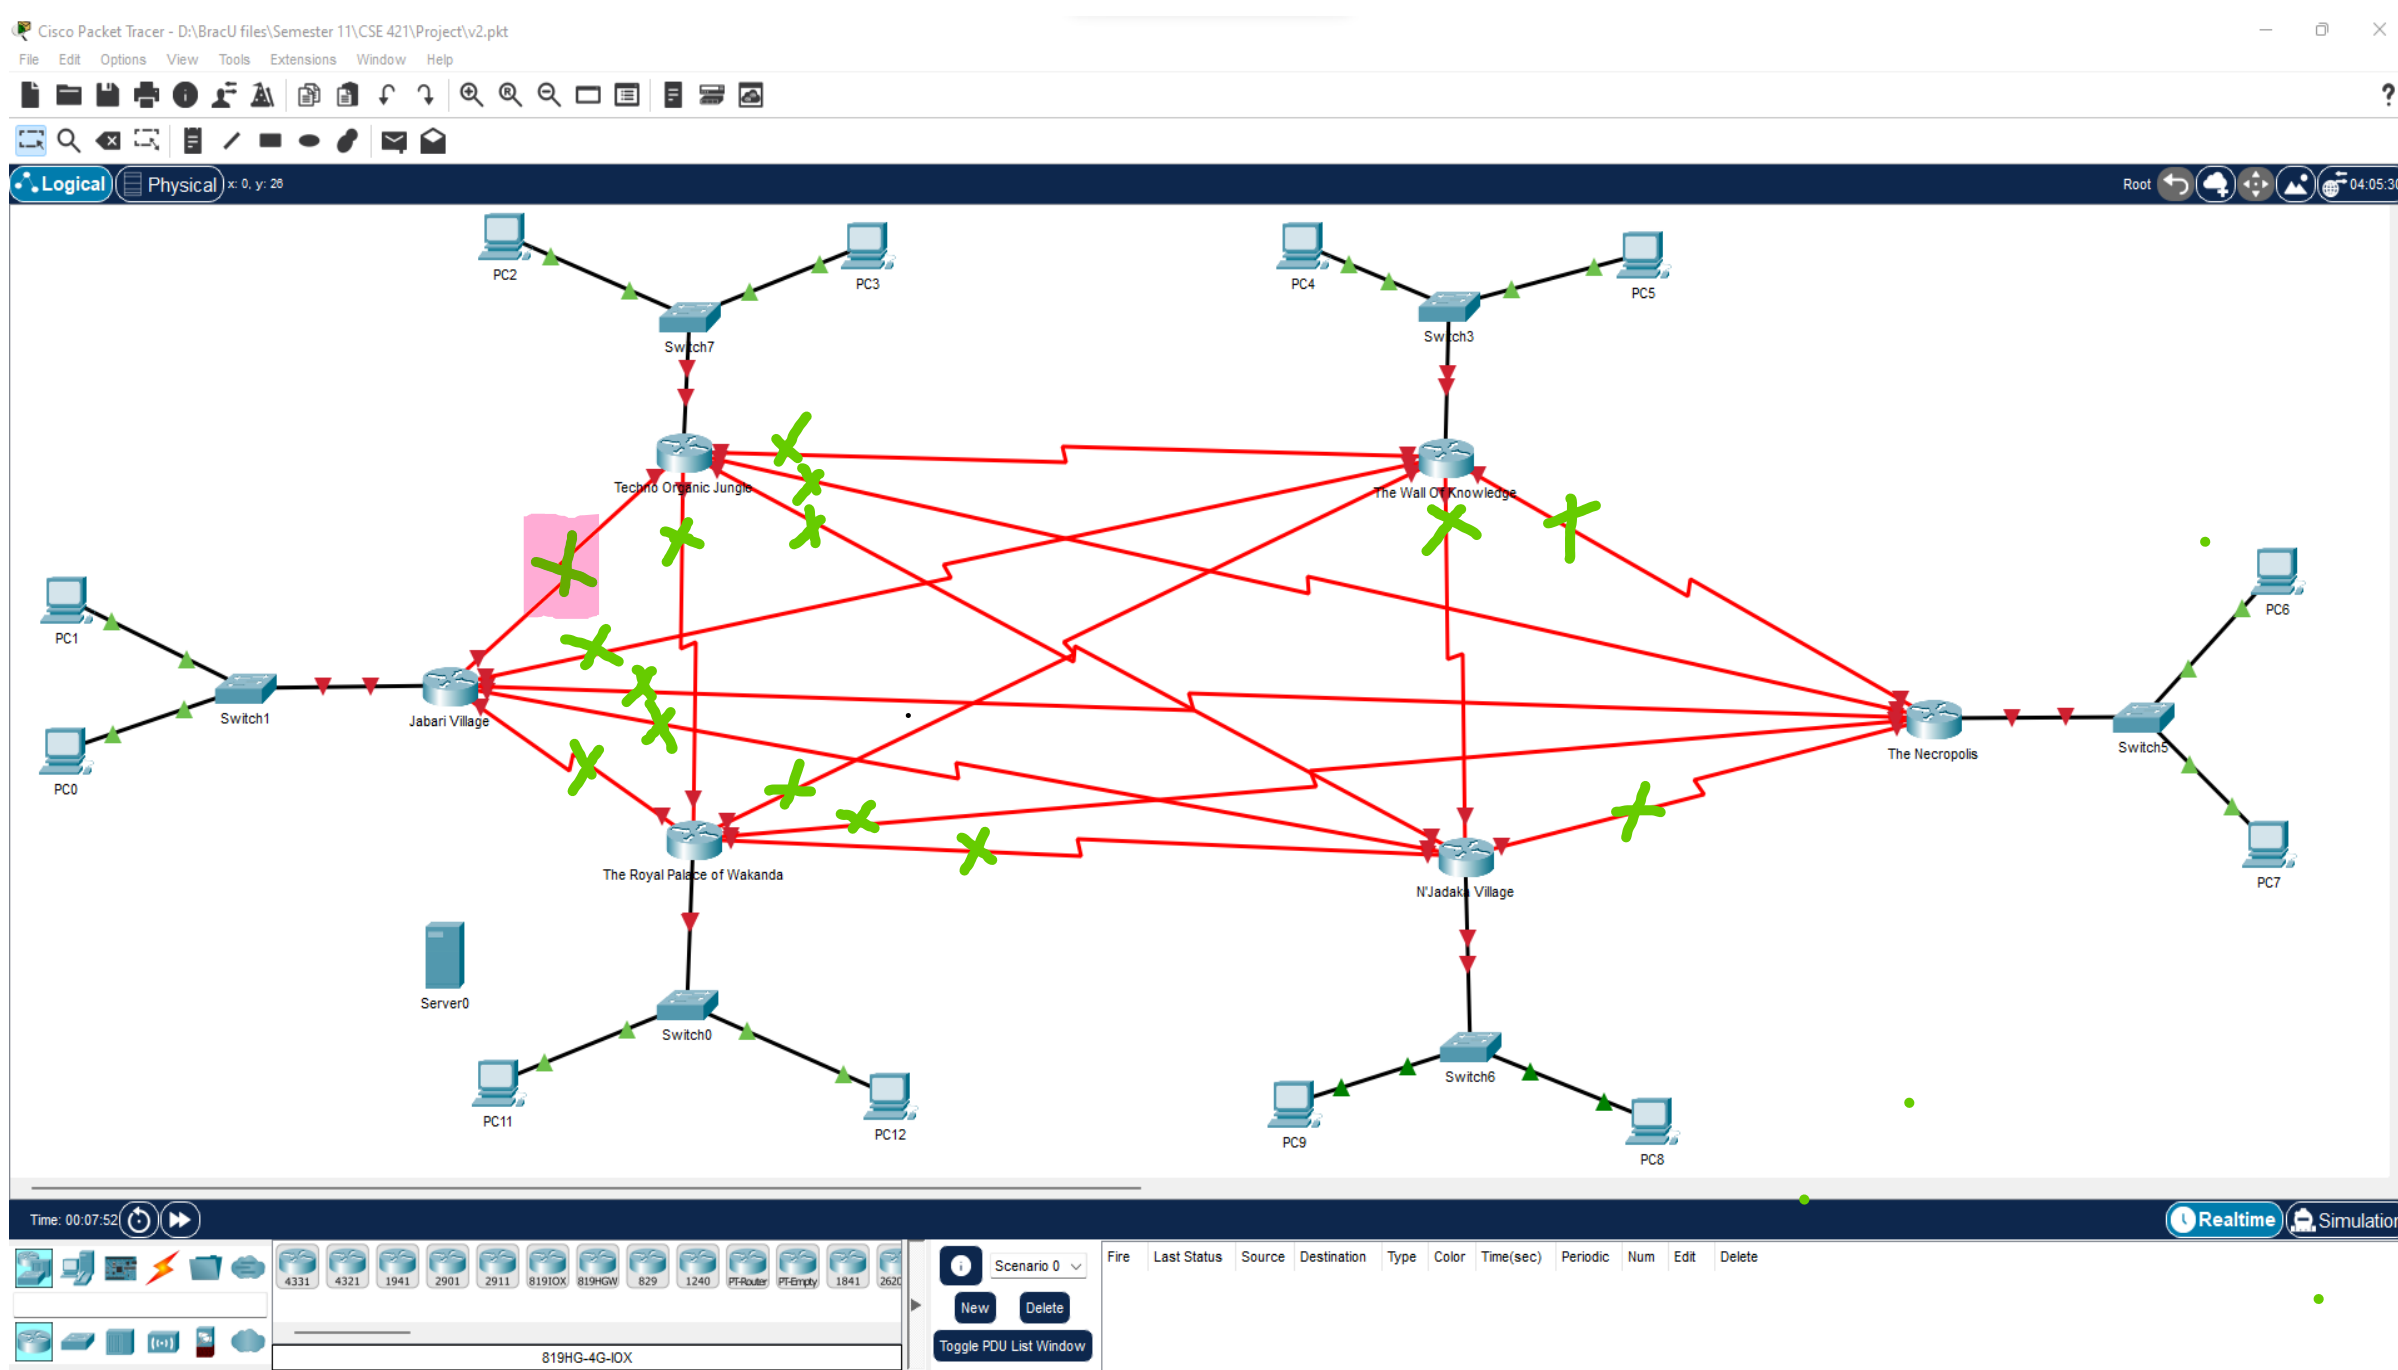 Cisco Packet Tracer - D:\BracU files\Semester 11\CSE 421\Project\v2.pkt
File Edit Options View Tools Extensions Window Help
?
Logical Physical x: 0, y: 26 Root 04:05:30
PC2
PC3
PC4
PC5
Switch7
Switch3
Techno Organic Jungle
The Wall Of Knowledge
PC1
PC6
Switch1
Jabari Village
The Necropolis
Switch5
PC0
The Royal Palace of Wakanda
N'Jadaka Village
PC7
Server0
Switch0
Switch6
PC11
PC12
PC9
PC8
Time: 00:07:52 Realtime Simulation
4331 4321 1941 2901 2911 819IOX 819HGW 829 1240 PT-Router PT-Empty 1841 2620
819HG-4G-IOX
Scenario 0
New Delete
Toggle PDU List Window
Fire Last Status Source Destination Type Color Time(sec) Periodic Num Edit Delete